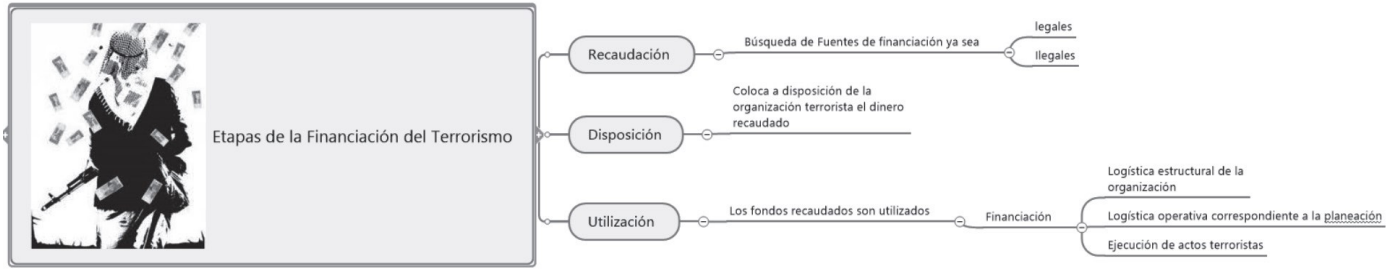 Etapas de la Financiación del Terrorismo
Recaudación
Búsqueda de Fuentes de financiación ya sea
legales
Ilegales
Disposición
Coloca a disposición de la
organización terrorista el dinero
recaudado
Utilización
Los fondos recaudados son utilizados
Financiación
Logística estructural de la
organización
Logística operativa correspondiente a la planeación
Ejecución de actos terroristas